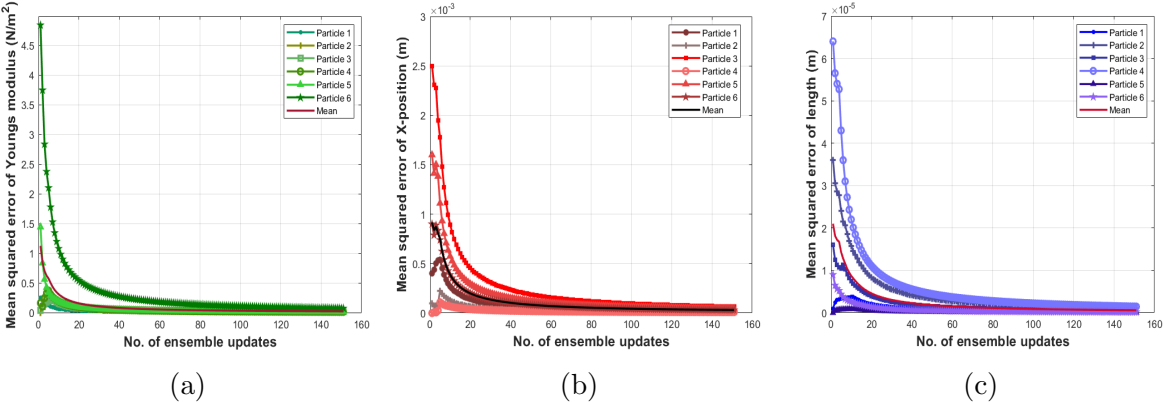 Mean squared error of Youngs modulus (N/m²)
5
4.5
4
3.5
3
2.5
2
1.5
1
0.5
0
0 20 40 60 80 100 120 140 160
No. of ensemble updates
Particle 1
Particle 2
Particle 3
Particle 4
Particle 5
Particle 6
Mean
(a)
×10⁻³
Mean squared error of X-position (m)
3
2.5
2
1.5
1
0.5
0
0 20 40 60 80 100 120 140 160
No. of ensemble updates
Particle 1
Particle 2
Particle 3
Particle 4
Particle 5
Particle 6
Mean
(b)
×10⁻⁵
Mean squared error of length (m)
7
6
5
4
3
2
1
0
0 20 40 60 80 100 120 140 160
No. of ensemble updates
Particle 1
Particle 2
Particle 3
Particle 4
Particle 5
Particle 6
Mean
(c)